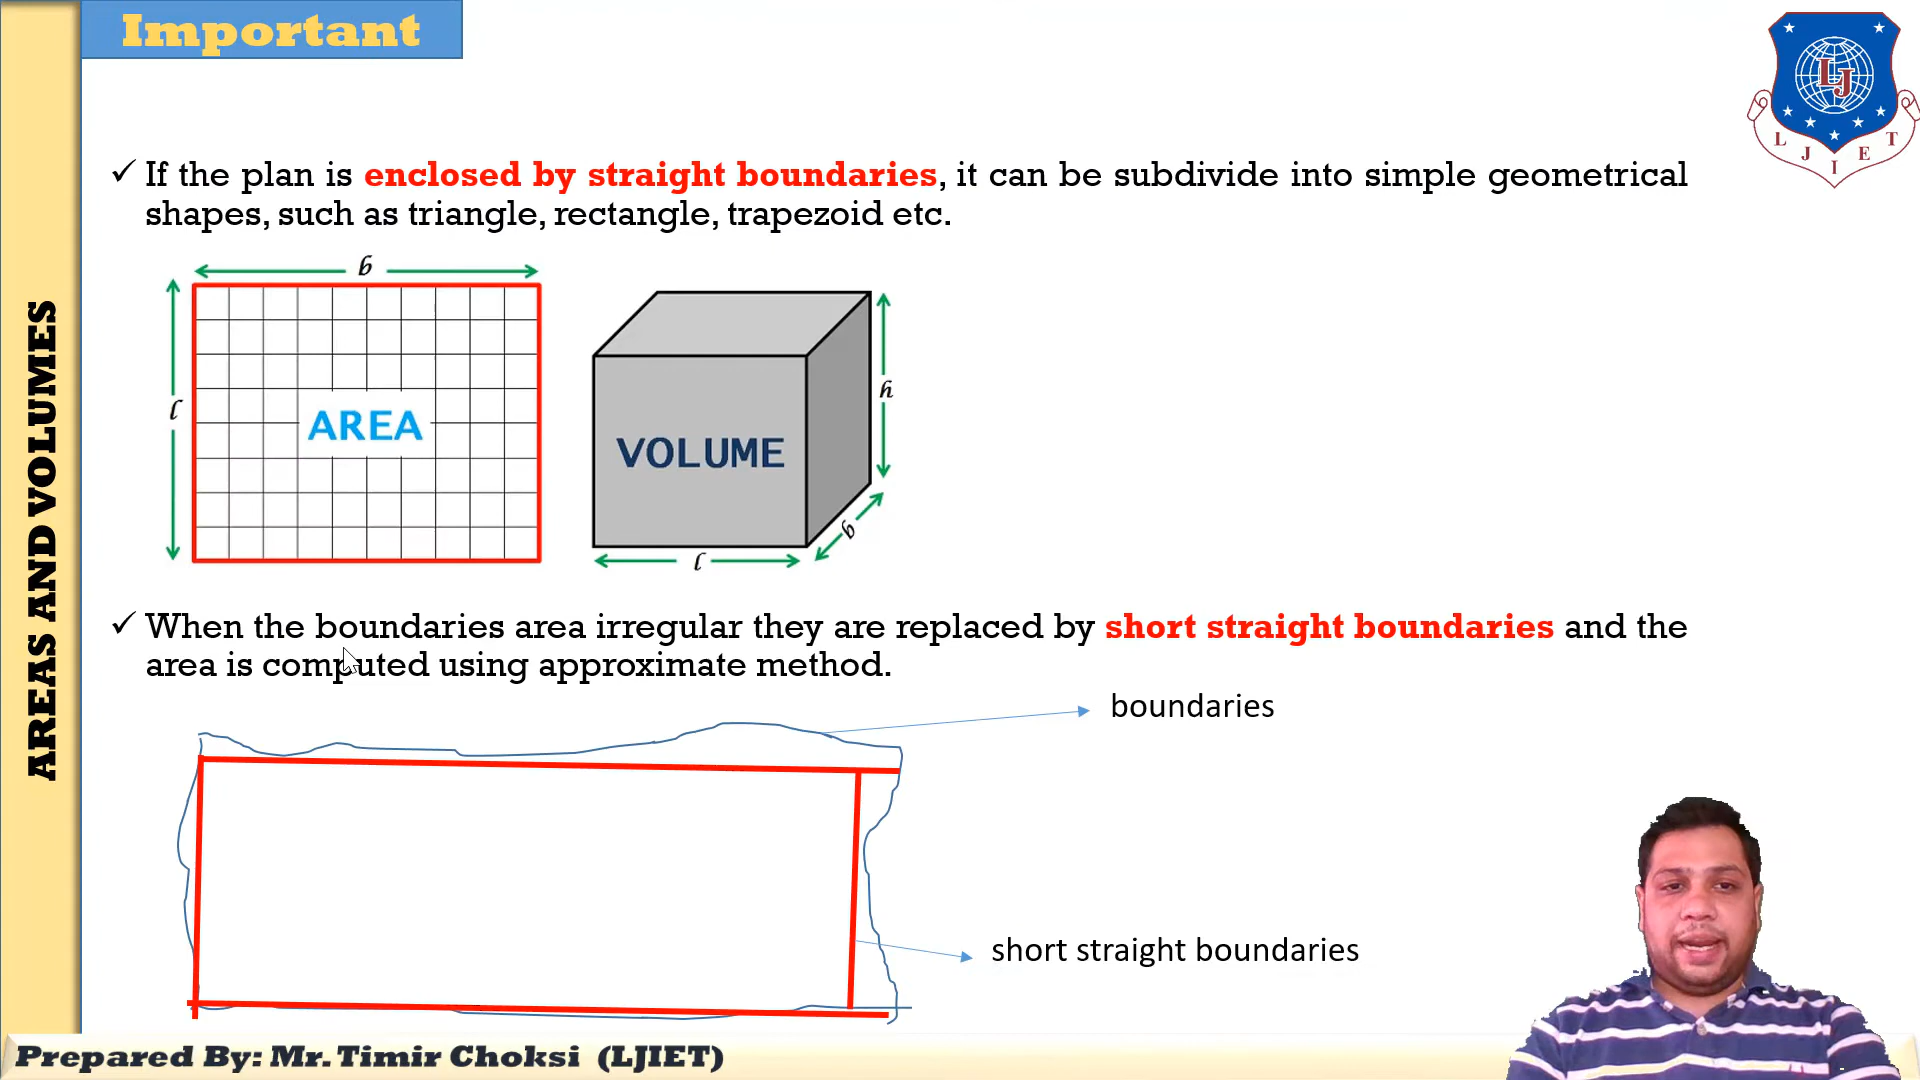 Important
If the plan is enclosed by straight boundaries, it can be subdivide into simple geometrical
shapes, such as triangle, rectangle, trapezoid etc.
b
l
AREA
VOLUME
h
b
l
When the boundaries area irregular they are replaced by short straight boundaries and the
area is computed using approximate method.
boundaries
short straight boundaries
AREAS AND VOLUMES
Prepared By: Mr. Timir Choksi (LJIET)
LJ
L J I E T